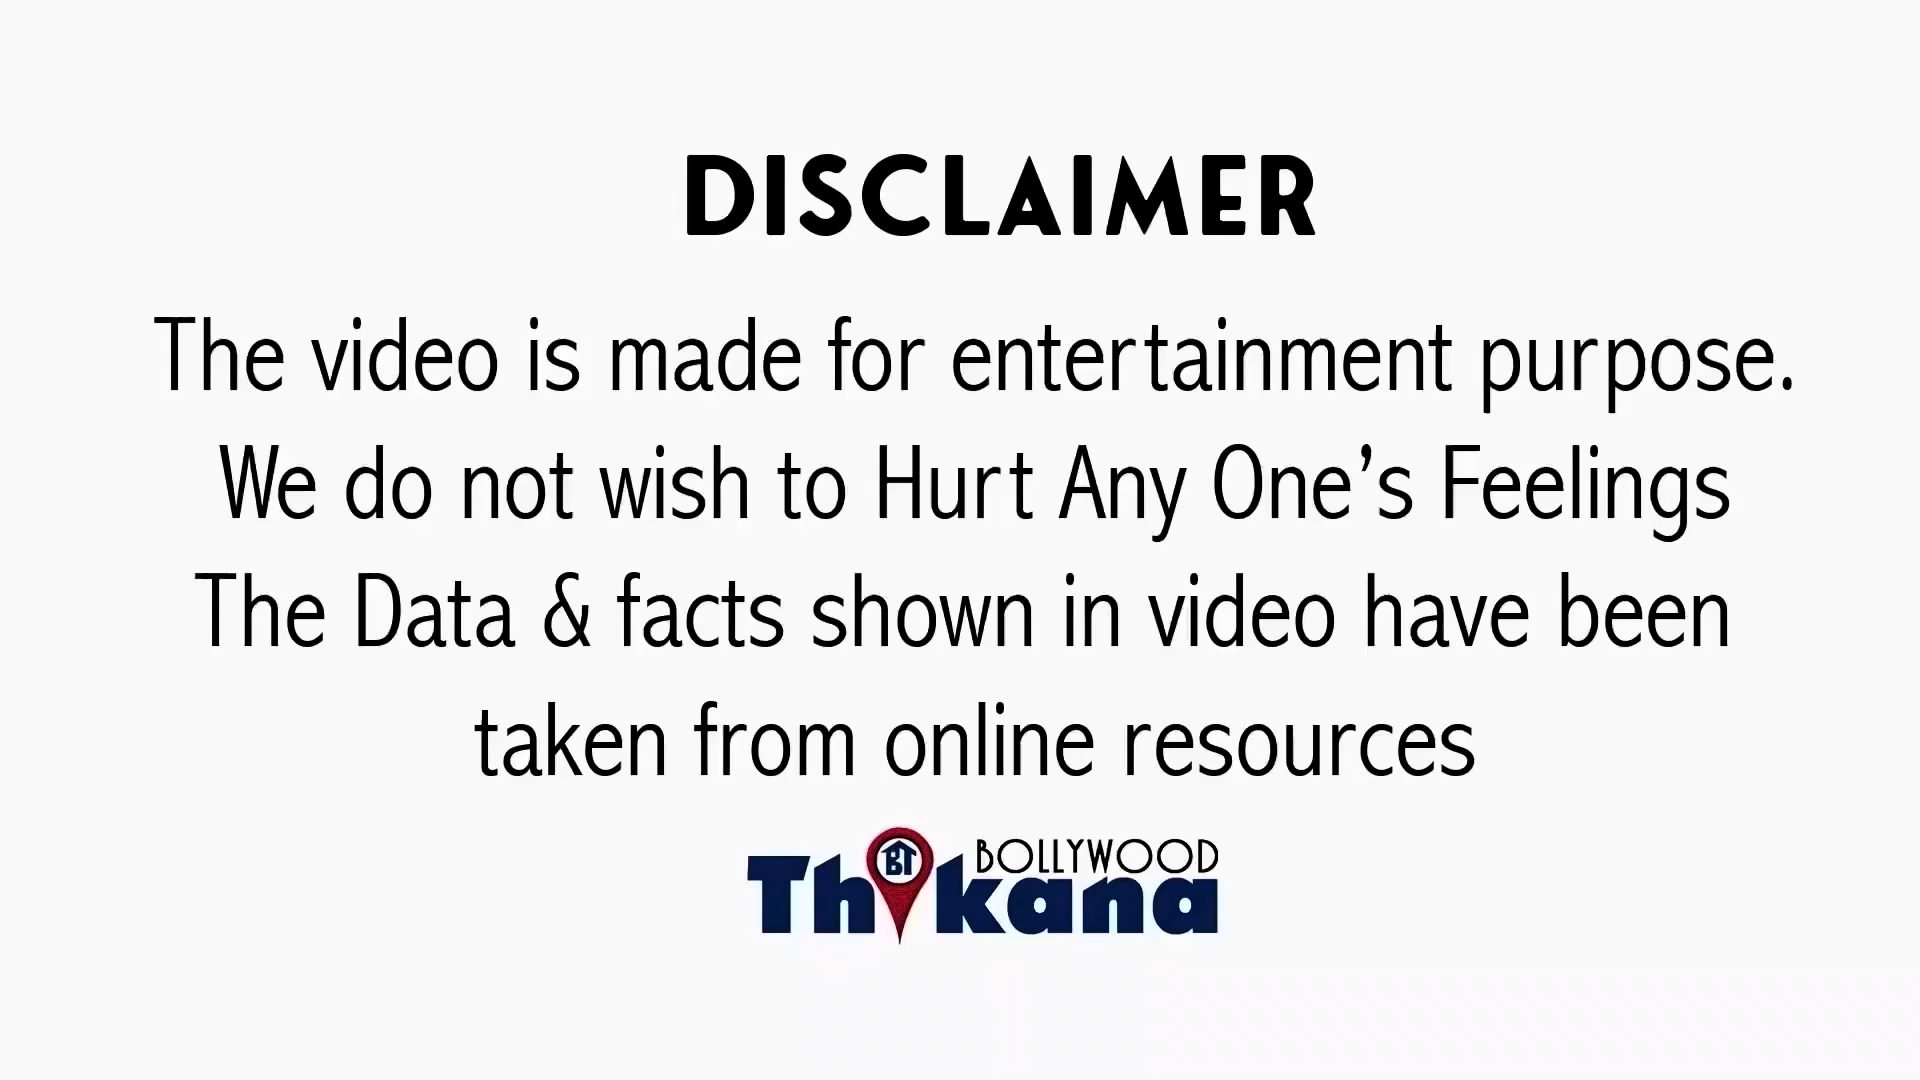 DISCLAIMER
The video is made for entertainment purpose.
We do not wish to Hurt Any One’s Feelings
The Data & facts shown in video have been
taken from online resources
BOLLYWOOD
BT
Thikana